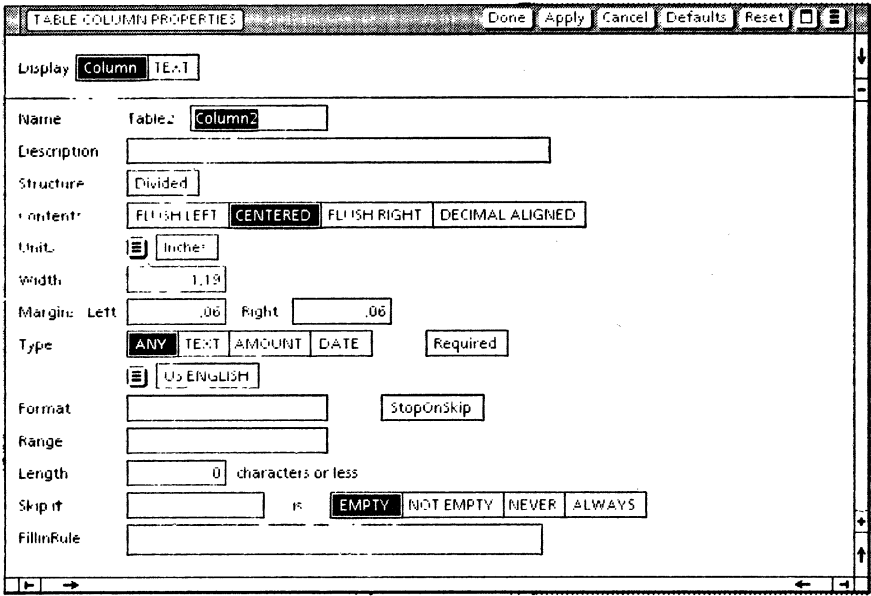 TABLE COLUMN PROPERTIES Done Apply Cancel Defaults Reset
Display Column TEXT
Name Table2 Column2
Description
Structure Divided
Contents FLUSH LEFT CENTERED FLUSH RIGHT DECIMAL ALIGNED
Units Inches
Width 1.19
Margins Left .06 Right .06
Type ANY TEXT AMOUNT DATE Required
US ENGLISH
Format StopOnSkip
Range
Length 0 characters or less
Skip if is EMPTY NOT EMPTY NEVER ALWAYS
FillinRule